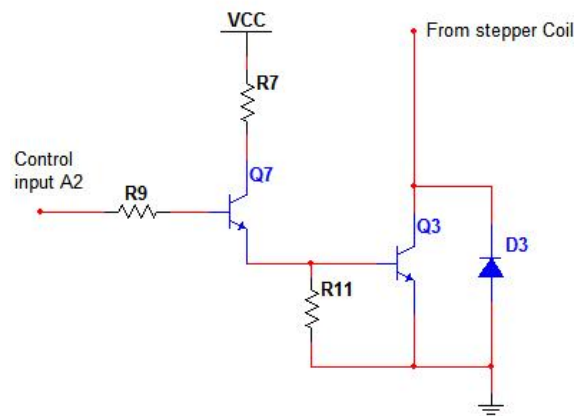 VCC
From stepper Coil
R7
Control
input A2
R9
Q7
Q3
D3
R11